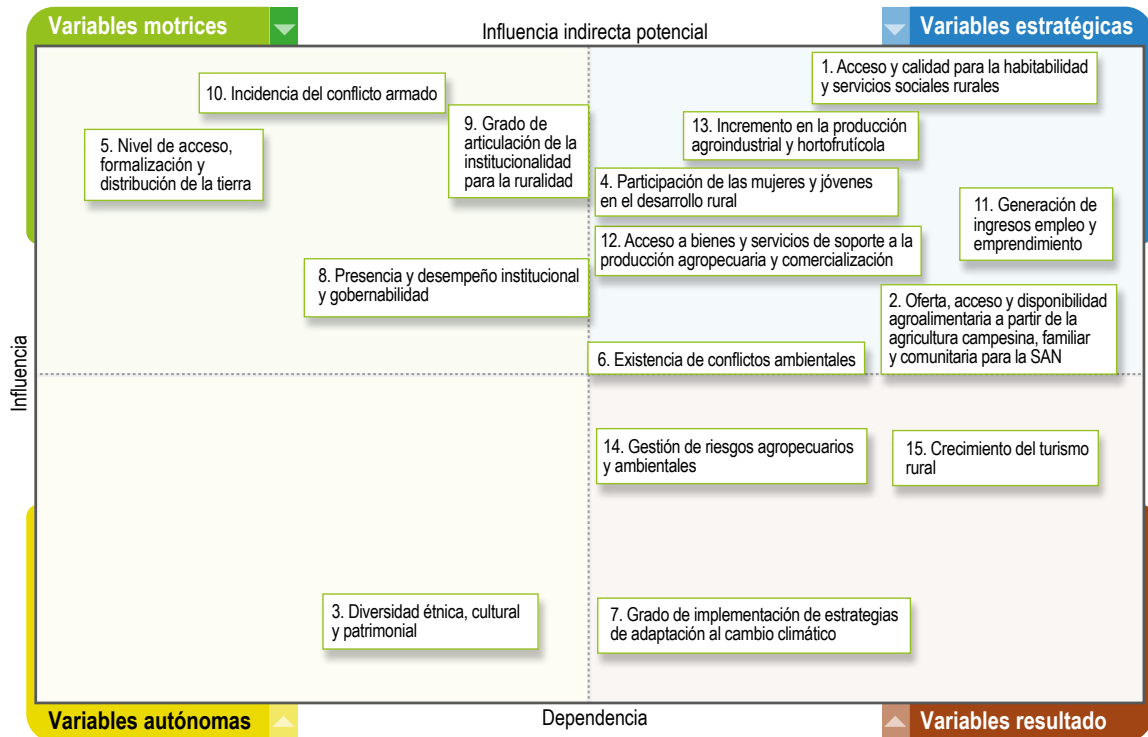 Variables motrices
Influencia indirecta potencial
Variables estratégicas
1. Acceso y calidad para la habitabilidad
y servicios sociales rurales
10. Incidencia del conflicto armado
9. Grado de
articulación de la
institucionalidad
para la ruralidad
13. Incremento en la producción
agroindustrial y hortofrutícola
5. Nivel de acceso,
formalización y
distribución de la tierra
4. Participación de las mujeres y jóvenes
en el desarrollo rural
11. Generación de
ingresos empleo y
emprendimiento
12. Acceso a bienes y servicios de soporte a la
producción agropecuaria y comercialización
8. Presencia y desempeño institucional
y gobernabilidad
2. Oferta, acceso y disponibilidad
agroalimentaria a partir de la
agricultura campesina, familiar
y comunitaria para la SAN
6. Existencia de conflictos ambientales
Influencia
14. Gestión de riesgos agropecuarios
y ambientales
15. Crecimiento del turismo
rural
3. Diversidad étnica, cultural
y patrimonial
7. Grado de implementación de estrategias
de adaptación al cambio climático
Variables autónomas
Dependencia
Variables resultado